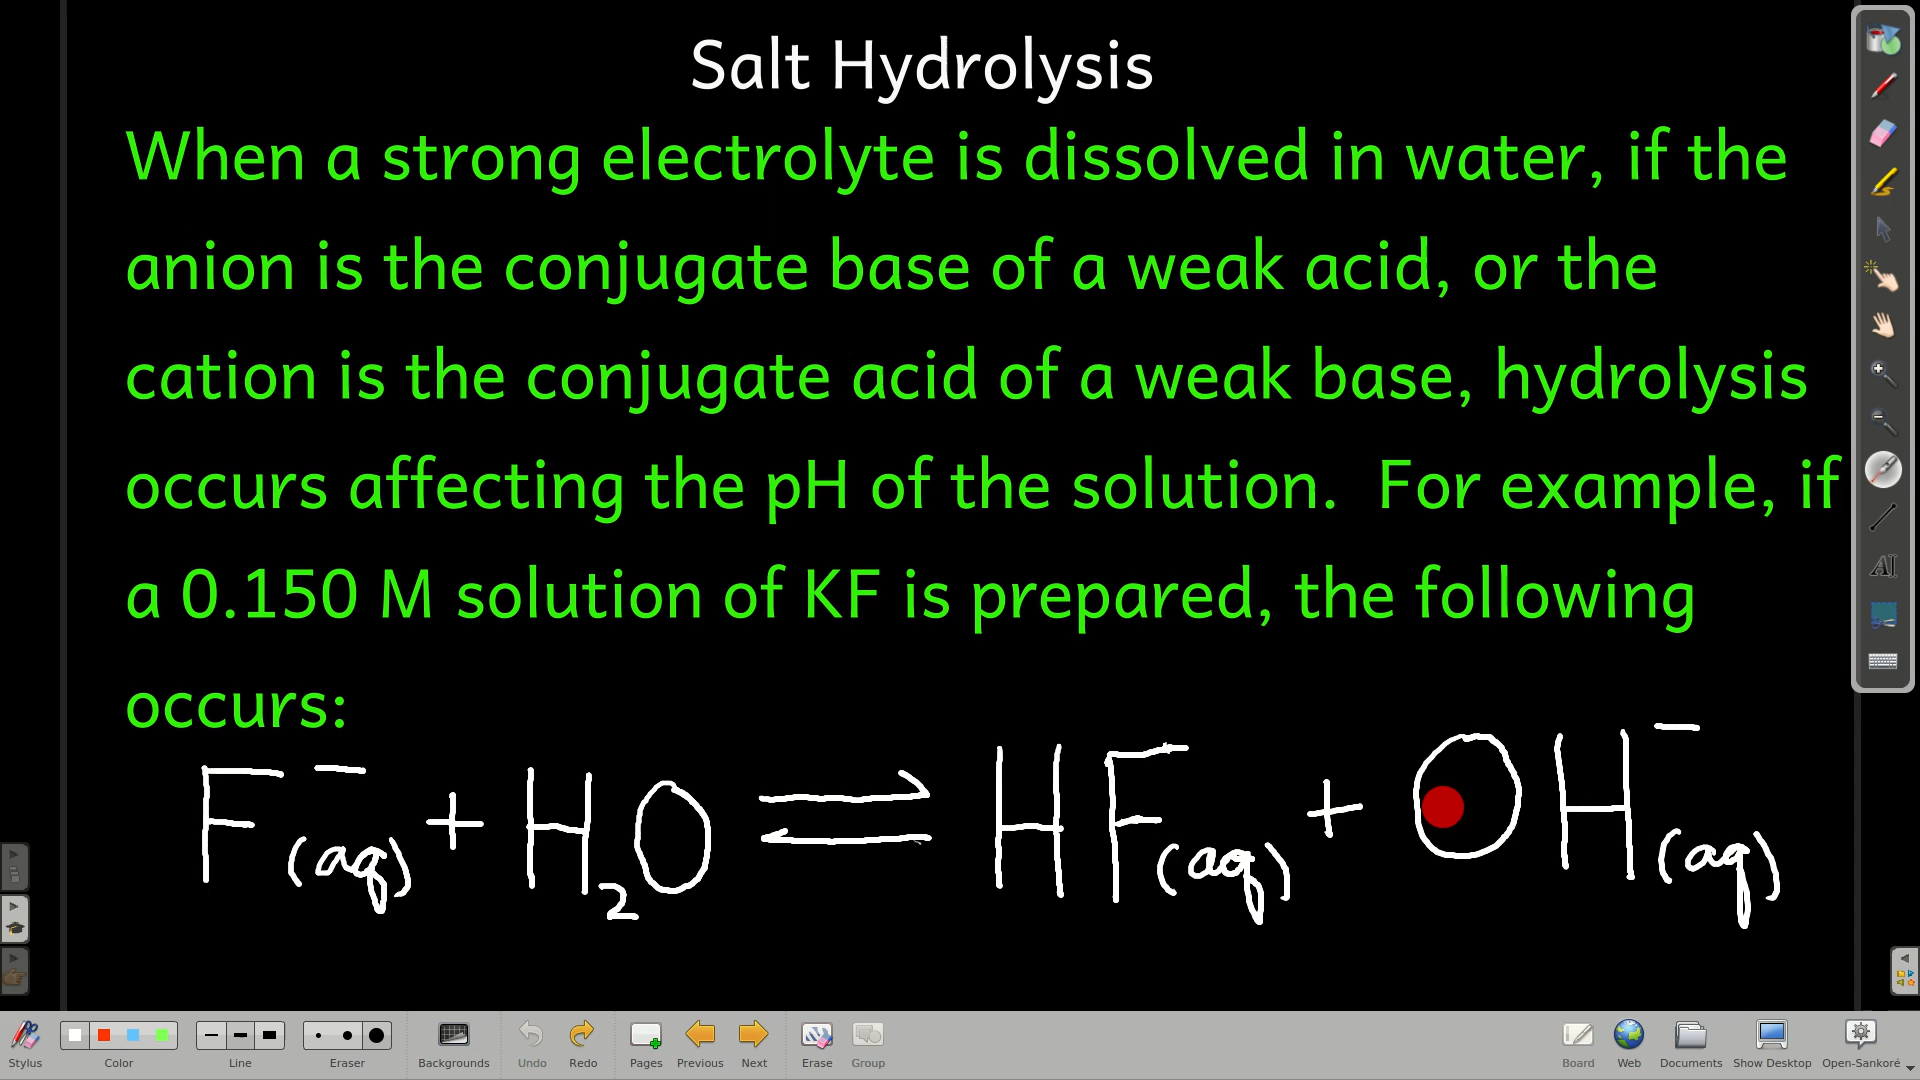 Salt Hydrolysis
When a strong electrolyte is dissolved in water, if the
anion is the conjugate base of a weak acid, or the
cation is the conjugate acid of a weak base, hydrolysis
occurs affecting the pH of the solution.  For example, if
a 0.150 M solution of KF is prepared, the following
occurs:
F⁻(aq) + H₂O ⇌ HF(aq) + OH⁻(aq)
Stylus Color Line Eraser Backgrounds Undo Redo Pages Previous Next Erase Group Board Web Documents Show Desktop Open-Sankoré